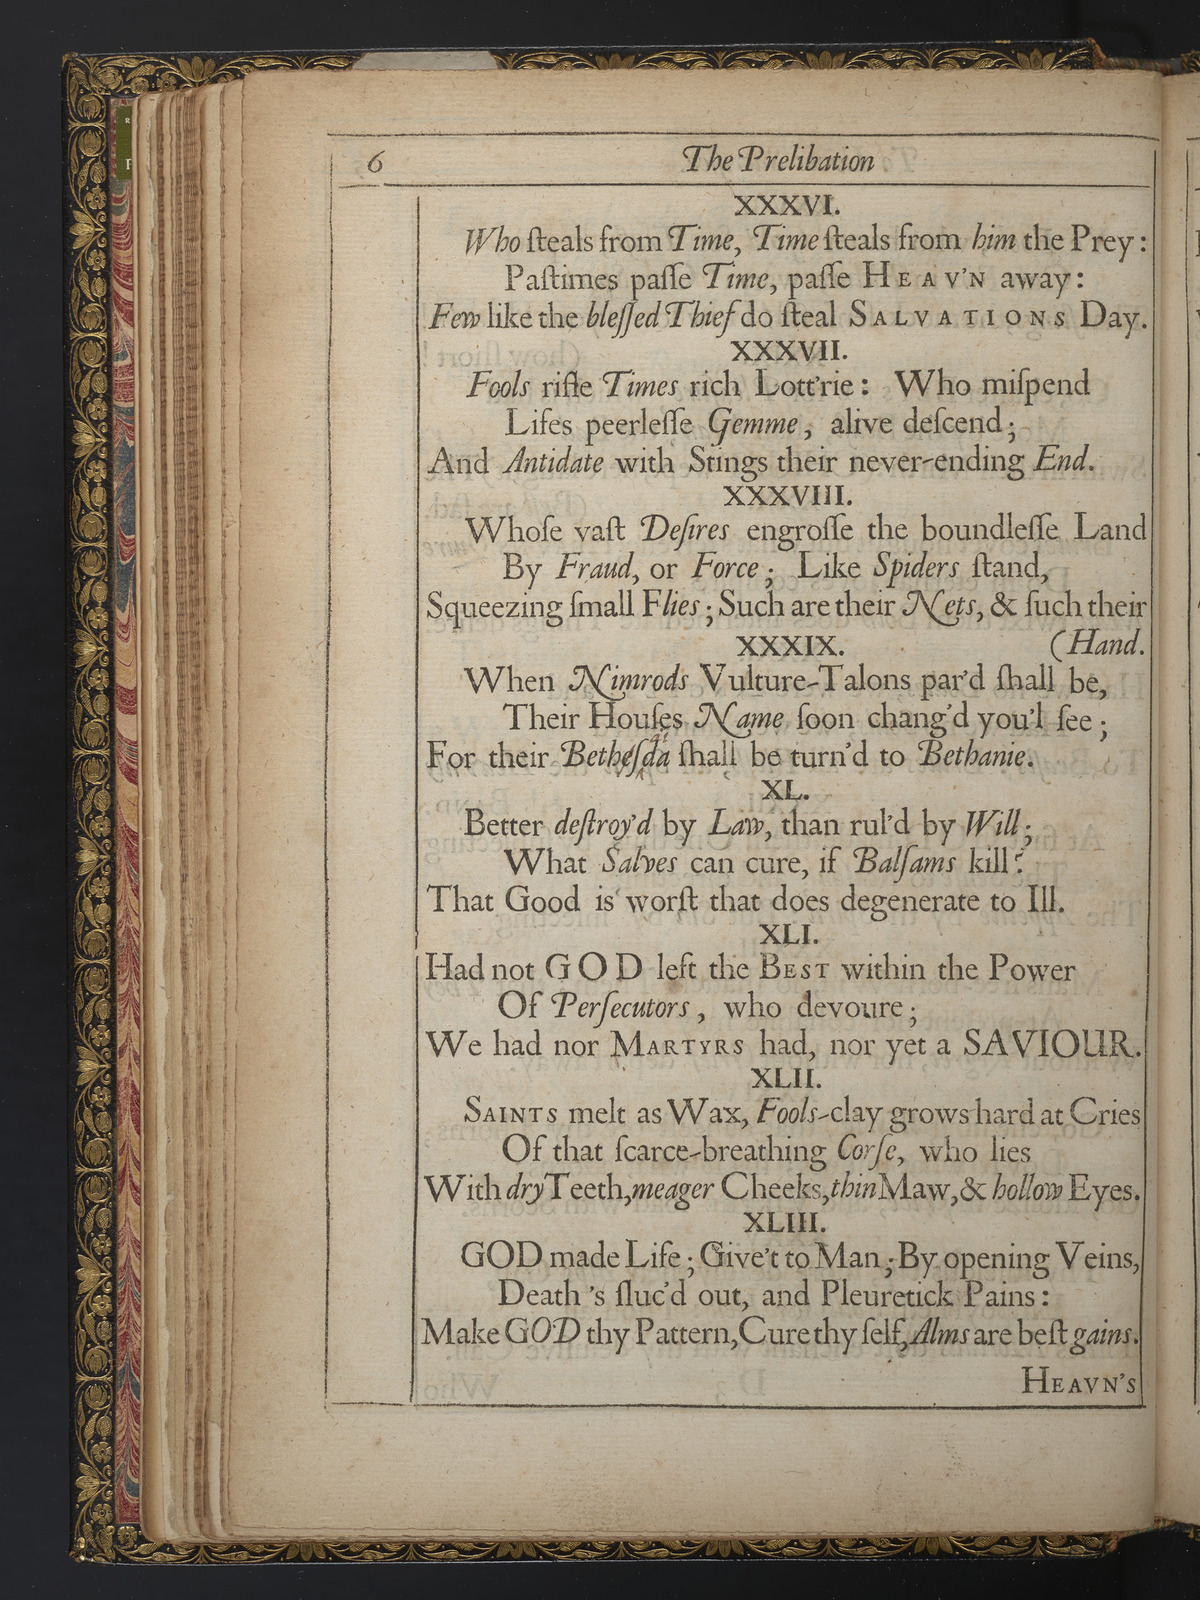 6 The Prelibation
XXXVI.
Who ſteals from Time, Time ſteals from him the Prey:
Paſtimes paſſe Time, paſſe HEAV'N away:
Few like the bleſſed Thief do ſteal SALVATIONS Day.
XXXVII.
Fools rifle Times rich Lott'rie: Who miſpend
Lifes peerleſſe Gemme, alive deſcend;
And Antidate with Stings their never-ending End.
XXXVIII.
Whoſe vaſt Deſires engroſſe the boundleſſe Land
By Fraud, or Force; Like Spiders ſtand,
Squeezing ſmall Flies; Such are their Nets, & ſuch their
XXXIX. (Hand.
When Nimrods Vulture-Talons par'd ſhall be,
Their Houſes Name ſoon chang'd you'l ſee;
For their Betheſda ſhall be turn'd to Bethanie.
XL.
Better deſtroy'd by Law, than rul'd by Will;
What Salves can cure, if Balſams kill?
That Good is worſt that does degenerate to Ill.
XLI.
Had not GOD left the BEST within the Power
Of Perſecutors, who devoure;
We had nor MARTYRS had, nor yet a SAVIOUR.
XLII.
SAINTS melt as Wax, Fools-clay grows hard at Cries
Of that ſcarce-breathing Corſe, who lies
With dry Teeth, meager Cheeks, thin Maw, & hollow Eyes.
XLIII.
GOD made Life; Give't to Man; By opening Veins,
Death 's ſluc'd out, and Pleuretick Pains:
Make GOD thy Pattern, Cure thy ſelf, Alms are beſt gains.
HEAVN'S